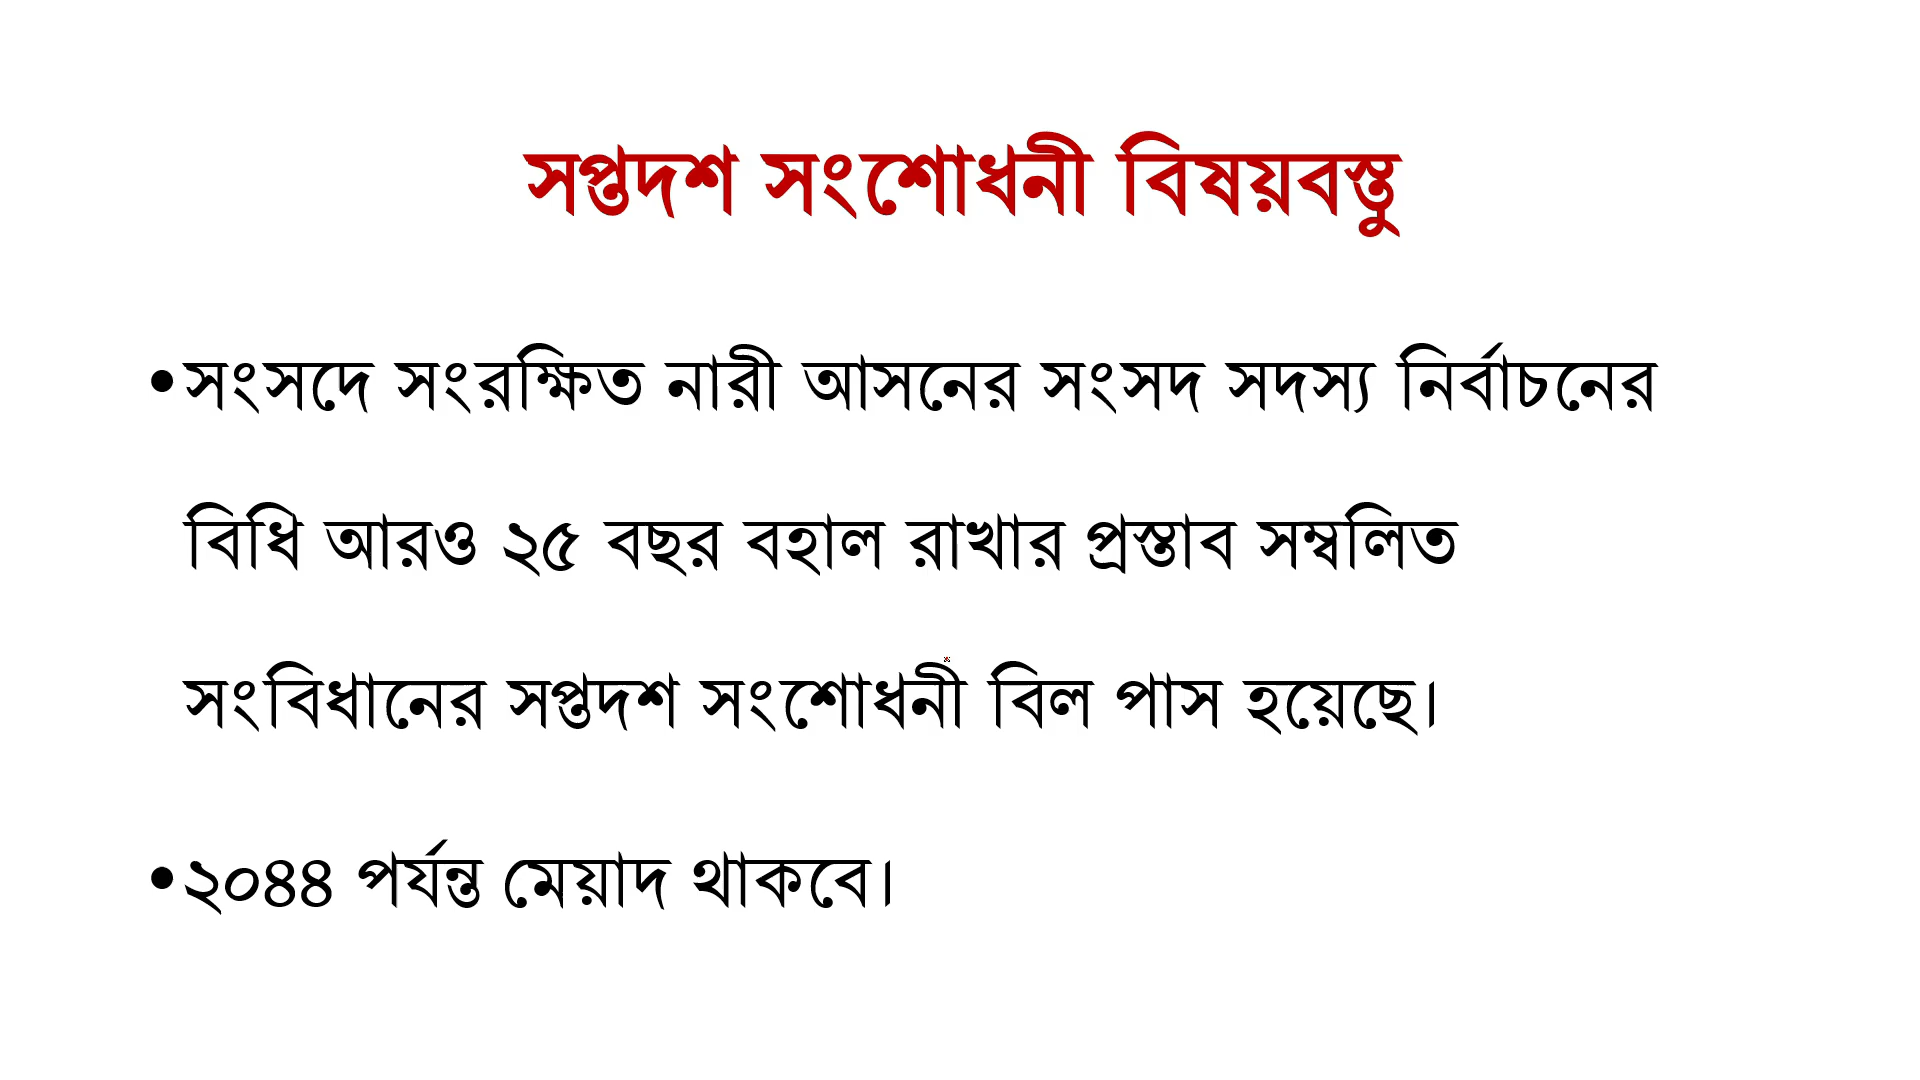 সপ্তদশ সংশোধনী বিষয়বস্তু
•সংসদে সংরক্ষিত নারী আসনের সংসদ সদস্য নির্বাচনের
বিধি আরও ২৫ বছর বহাল রাখার প্রস্তাব সম্বলিত
সংবিধানের সপ্তদশ সংশোধনী বিল পাস হয়েছে।
•২০৪৪ পর্যন্ত মেয়াদ থাকবে।